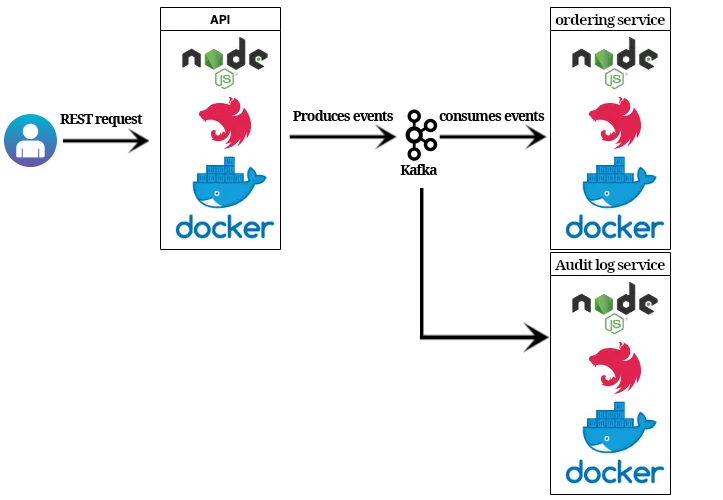 API
node
JS
docker
REST request
Produces events
Kafka
consumes events
ordering service
node
JS
docker
Audit log service
node
JS
docker